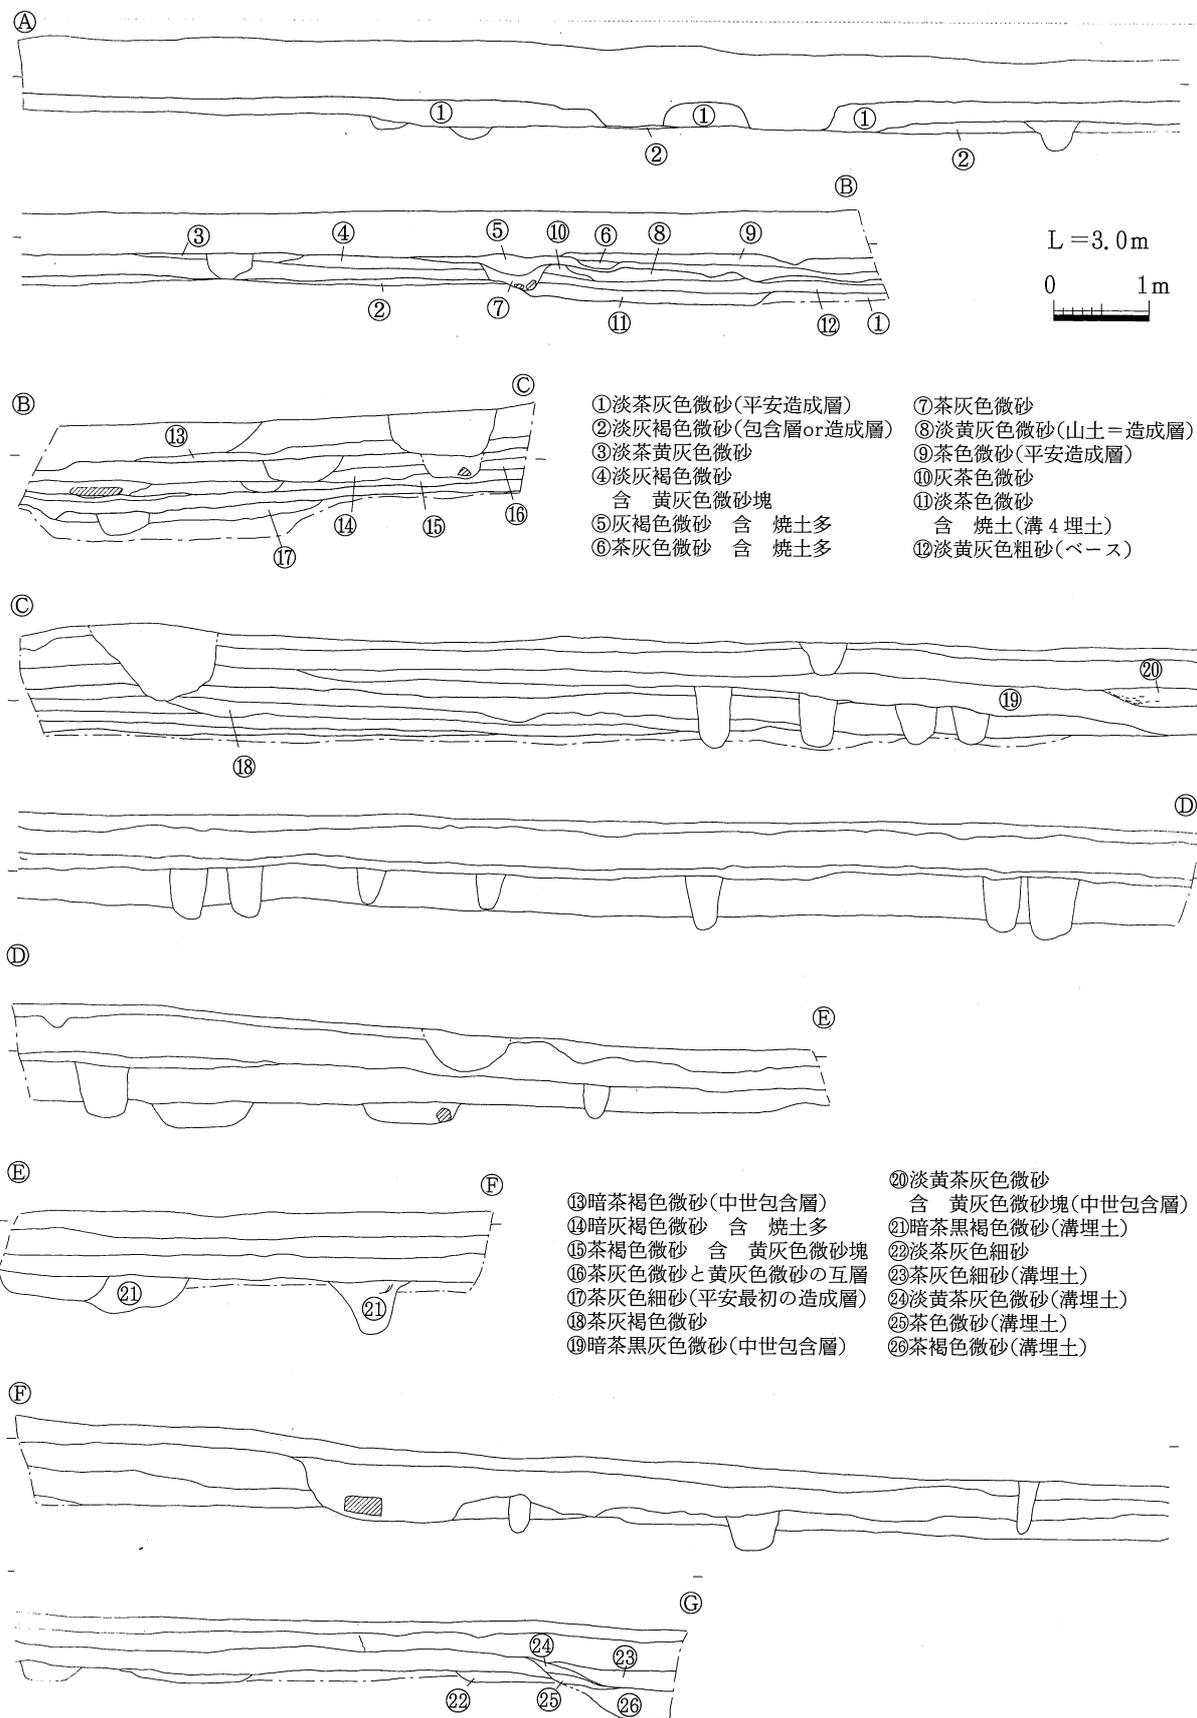 Ⓐ
① ① ①
② ②
Ⓑ
③ ④ ⑤ ⑩ ⑥ ⑧ ⑨
② ⑦ ⑪ ⑫ ①
L=3.0m
0 1m
Ⓑ Ⓒ
⑬
⑭ ⑮ ⑯
⑰
①淡茶灰色微砂(平安造成層)
②淡灰褐色微砂(包含層or造成層)
③淡茶黄灰色微砂
④淡灰褐色微砂
含 黄灰色微砂塊
⑤灰褐色微砂 含 焼土多
⑥茶灰色微砂 含 焼土多
⑦茶灰色微砂
⑧淡黄灰色微砂(山土=造成層)
⑨茶色微砂(平安造成層)
⑩灰茶色微砂
⑪淡茶色微砂
含 焼土(溝4埋土)
⑫淡黄灰色粗砂(ベース)
Ⓒ
⑳
⑲
⑱
Ⓓ
Ⓓ
Ⓔ
Ⓔ Ⓕ
㉑ ㉑
⑬暗茶褐色微砂(中世包含層)
⑭暗灰褐色微砂 含 焼土多
⑮茶褐色微砂 含 黄灰色微砂塊
⑯茶灰色微砂と黄灰色微砂の互層
⑰茶灰色細砂(平安最初の造成層)
⑱茶灰褐色微砂
⑲暗茶黒灰色微砂(中世包含層)
⑳淡黄茶灰色微砂
含 黄灰色微砂塊(中世包含層)
㉑暗茶黒褐色微砂(溝埋土)
㉒淡茶灰色細砂
㉓茶灰色細砂(溝埋土)
㉔淡黄茶灰色微砂(溝埋土)
㉕茶色微砂(溝埋土)
㉖茶褐色微砂(溝埋土)
Ⓕ
Ⓖ
㉔ ㉓
㉒ ㉕ ㉖